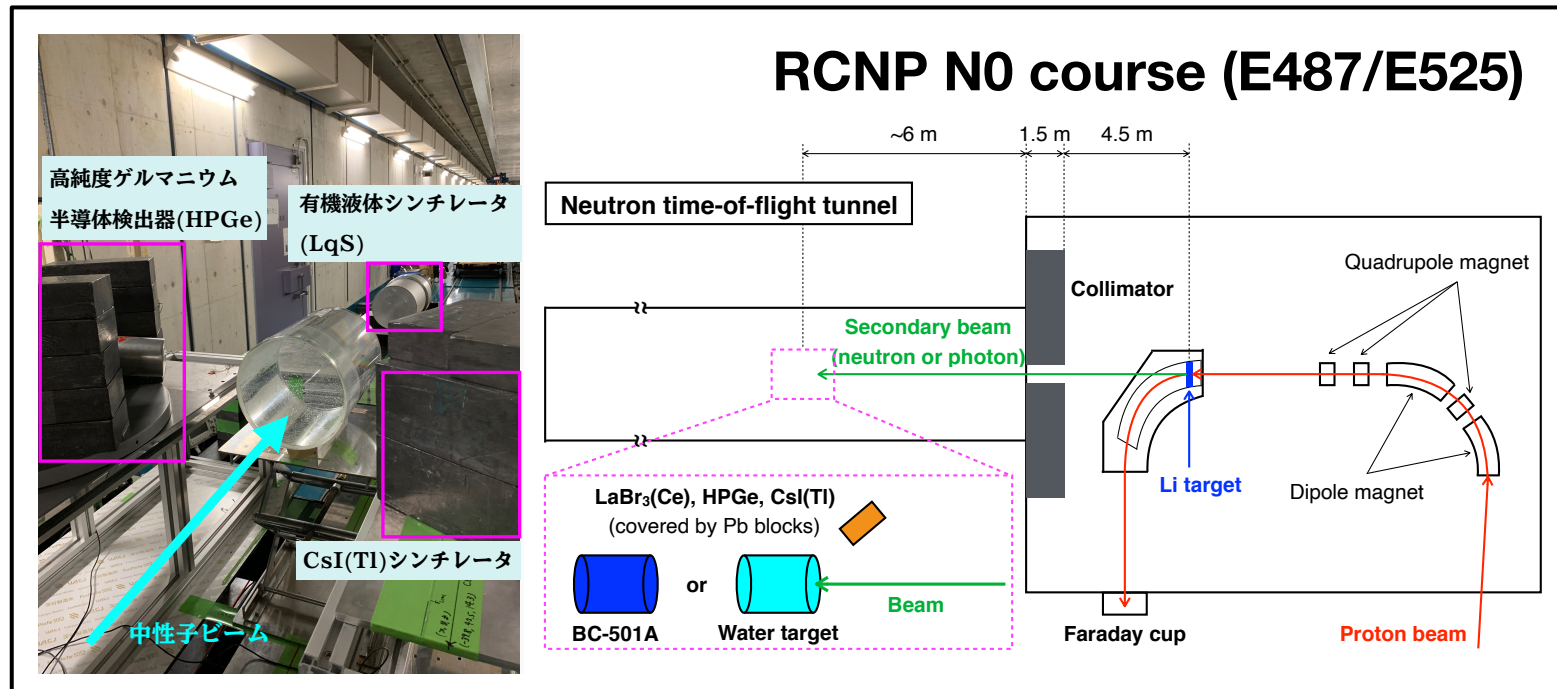 RCNP N0 course (E487/E525)
高純度ゲルマニウム
半導体検出器(HPGe)
有機液体シンチレータ
(LqS)
CsI(Tl)シンチレータ
中性子ビーム
~6 m
1.5 m
4.5 m
Neutron time-of-flight tunnel
Collimator
Quadrupole magnet
Secondary beam
(neutron or photon)
Li target
Dipole magnet
LaBr₃(Ce), HPGe, CsI(Tl)
(covered by Pb blocks)
or
Beam
BC-501A
Water target
Faraday cup
Proton beam